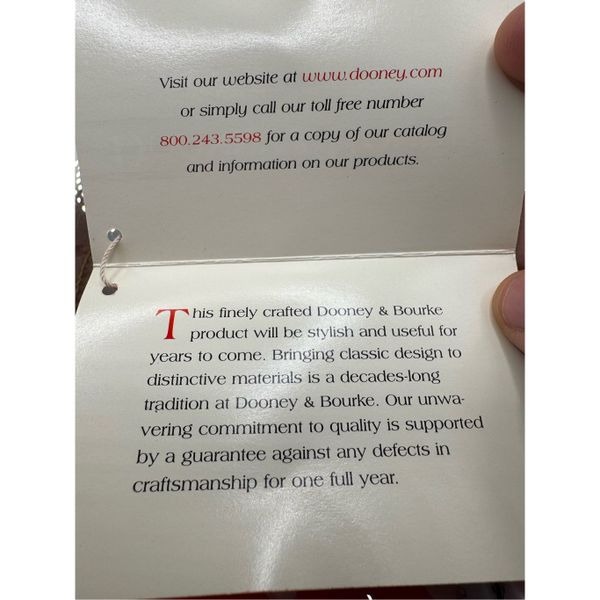 Visit our website at www.dooney.com
or simply call our toll free number
800.243.5598 for a copy of our catalog
and information on our products.
This finely crafted Dooney & Bourke
product will be stylish and useful for
years to come. Bringing classic design to
distinctive materials is a decades-long
tradition at Dooney & Bourke. Our unwa-
vering commitment to quality is supported
by a guarantee against any defects in
craftsmanship for one full year.